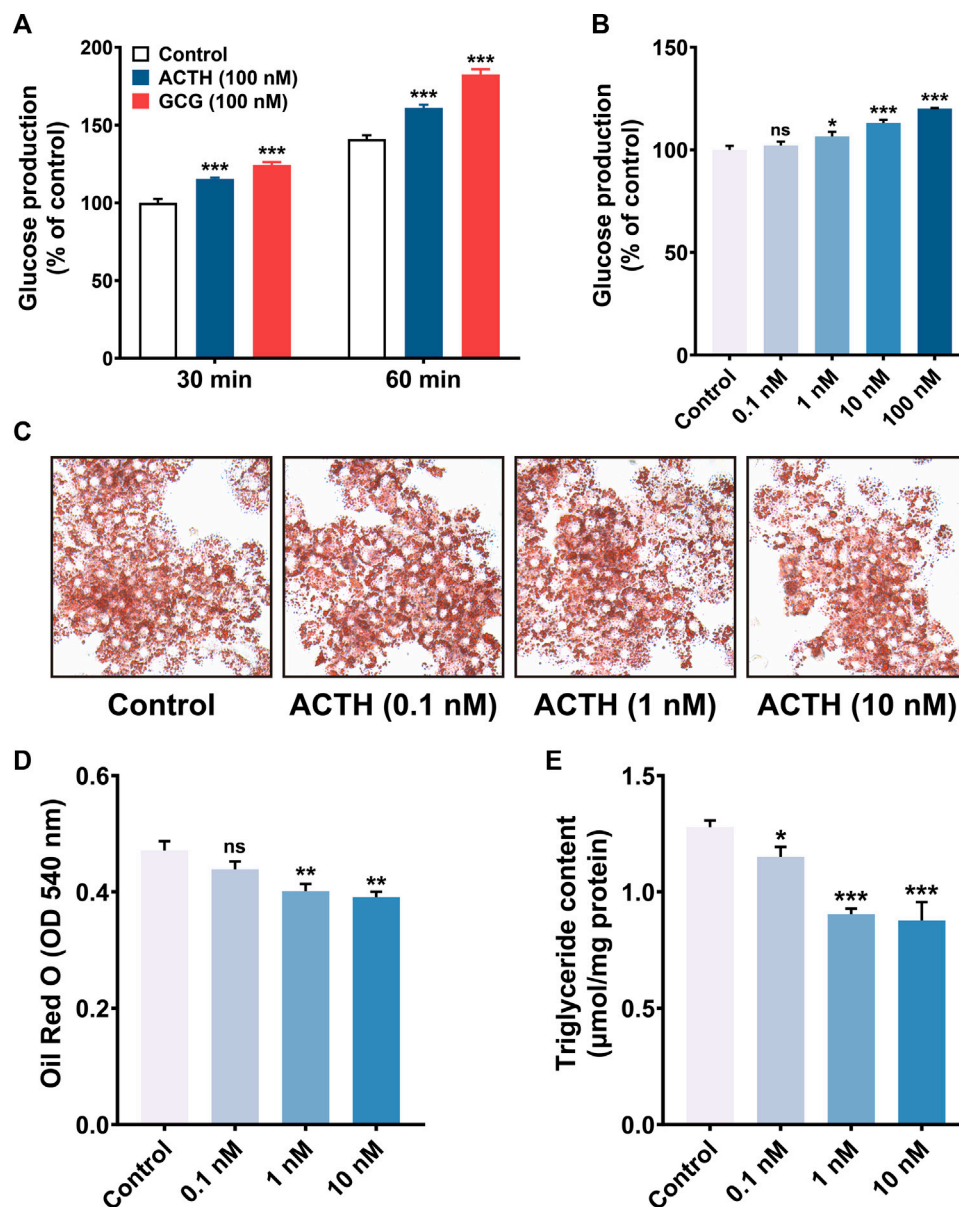 A
Glucose production
(% of control)
200
150
100
50
0
Control
ACTH (100 nM)
GCG (100 nM)
***
***
***
***
30 min
60 min
B
Glucose production
(% of control)
150
100
50
0
ns
*
***
***
Control
0.1 nM
1 nM
10 nM
100 nM
C
Control
ACTH (0.1 nM)
ACTH (1 nM)
ACTH (10 nM)
D
Oil Red O (OD 540 nm)
0.6
0.4
0.2
0.0
ns
**
**
Control
0.1 nM
1 nM
10 nM
E
Triglyceride content
(μmol/mg protein)
1.5
1.0
0.5
0.0
*
***
***
Control
0.1 nM
1 nM
10 nM